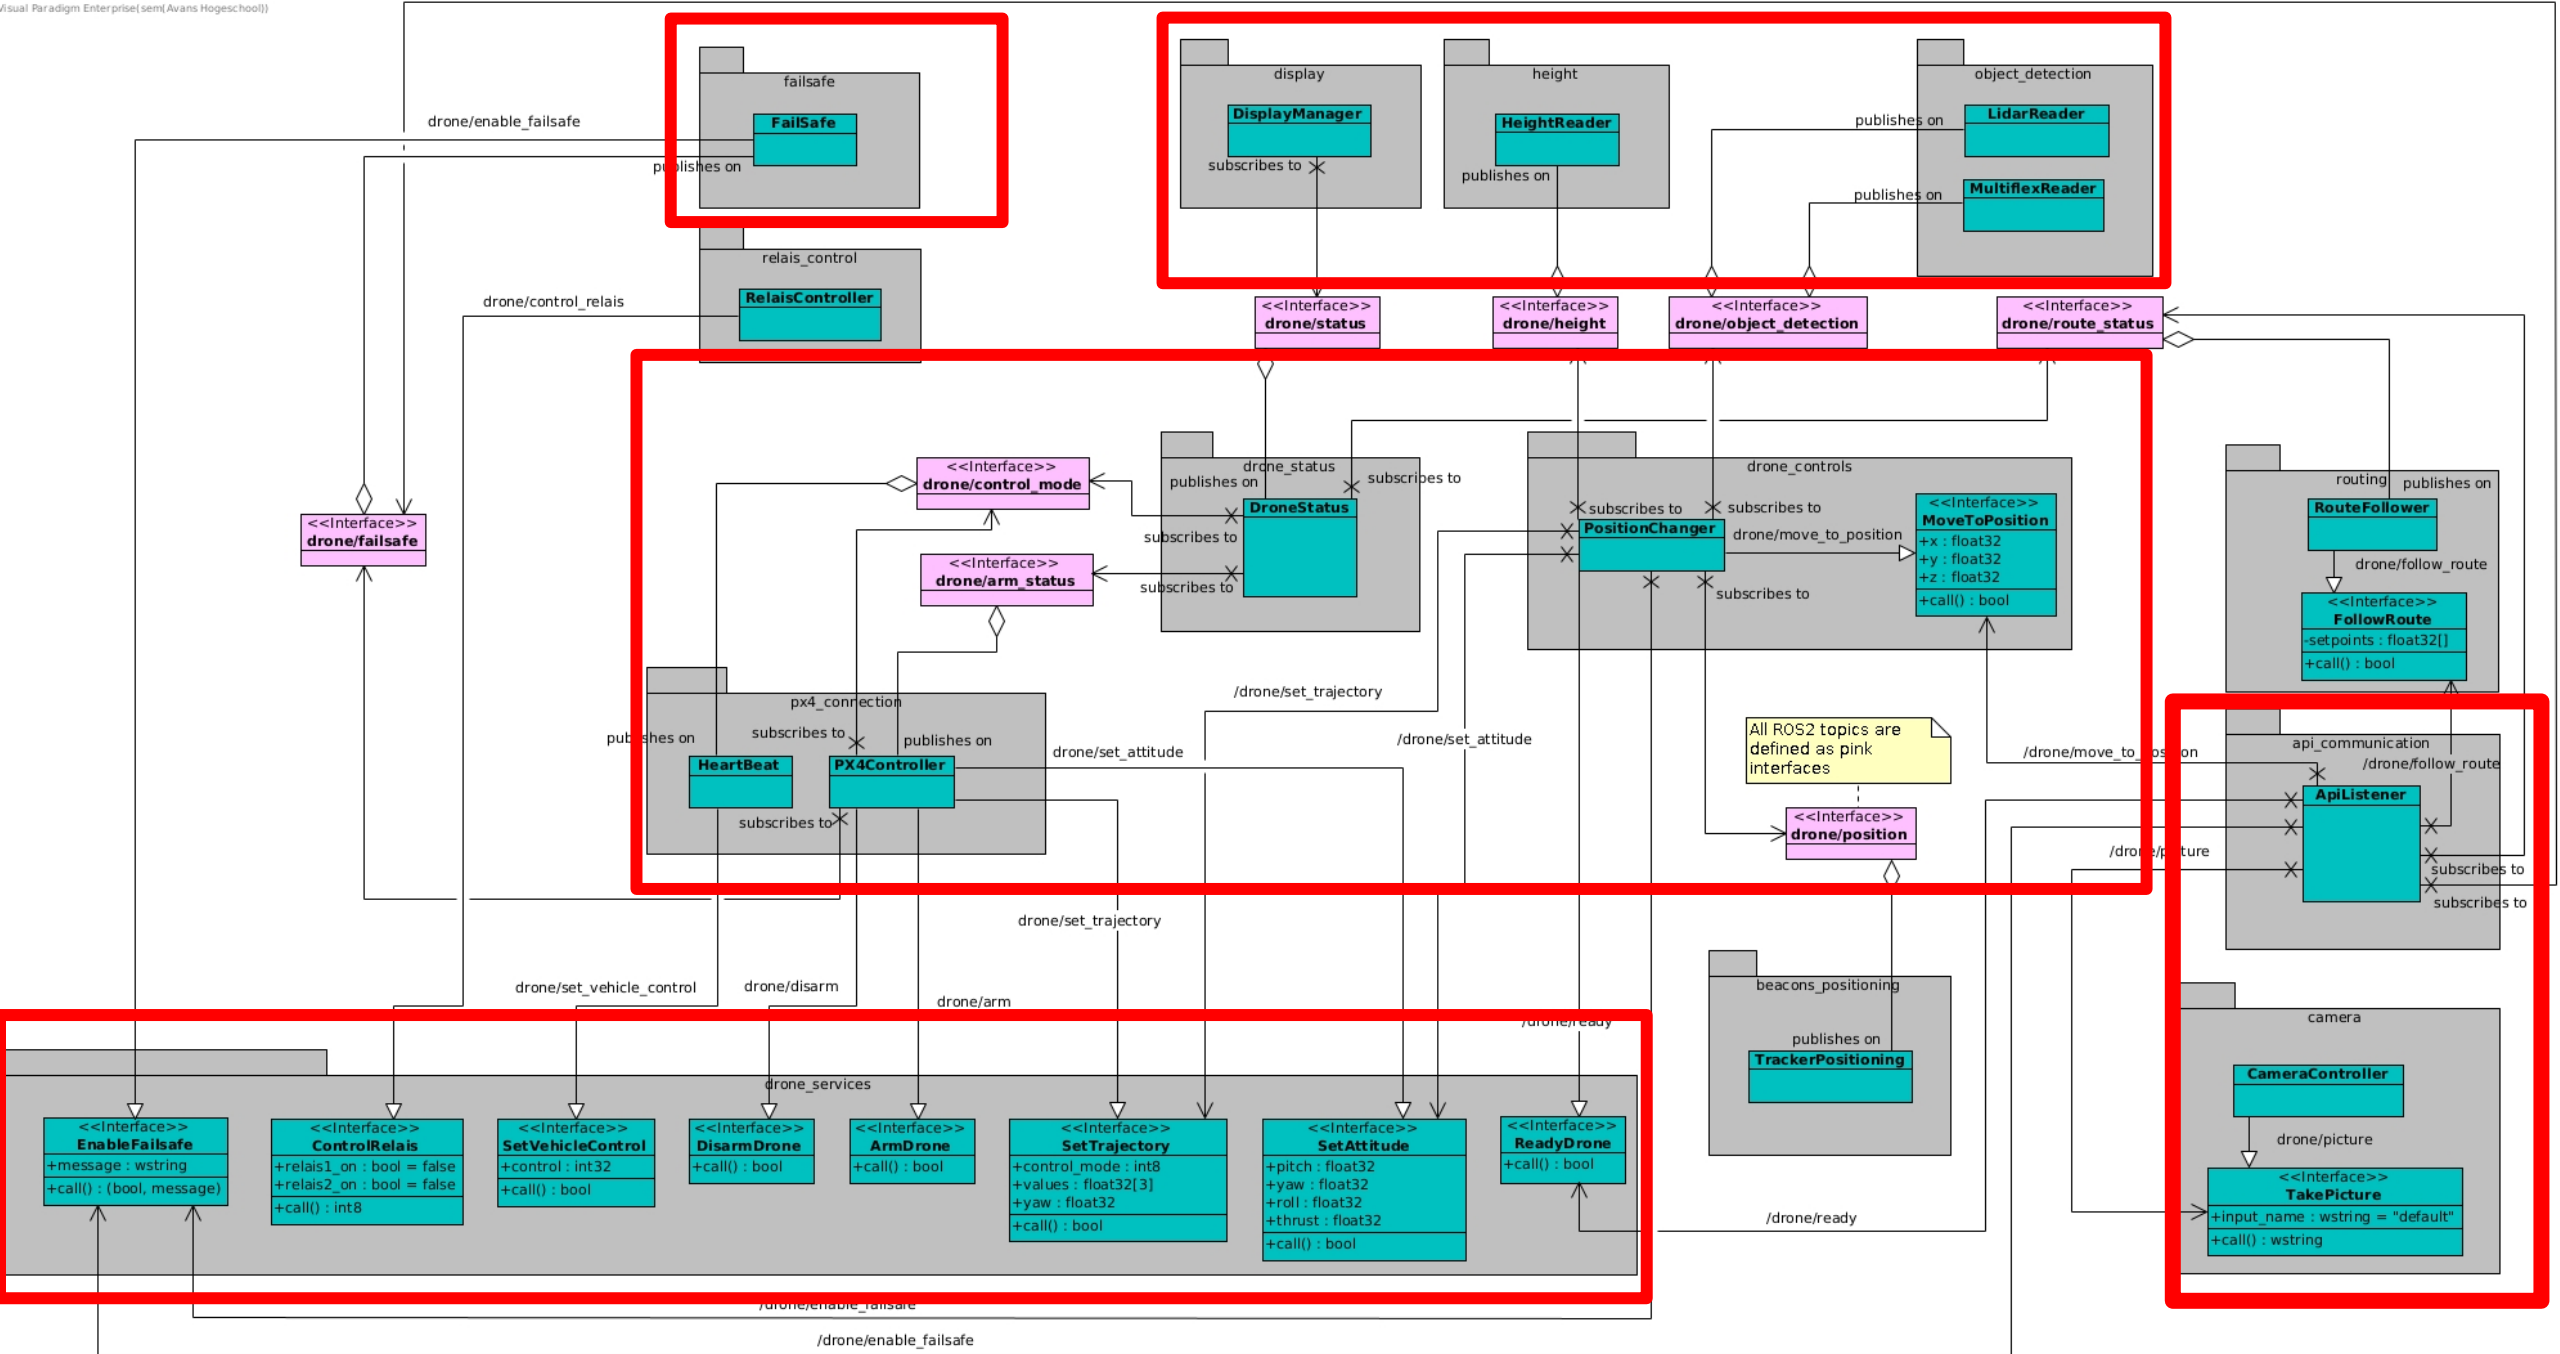 Visual Paradigm Enterprise(sem(Avans Hogeschool))
failsafe
FailSafe
drone/enable_failsafe
publishes on
display
DisplayManager
subscribes to
height
HeightReader
publishes on
object_detection
LidarReader
publishes on
MultiflexReader
publishes on
relais_control
RelaisController
drone/control_relais
<<Interface>>
drone/status
<<Interface>>
drone/height
<<Interface>>
drone/object_detection
<<Interface>>
drone/route_status
<<Interface>>
drone/failsafe
<<Interface>>
drone/control_mode
<<Interface>>
drone/arm_status
drone_status
publishes on
subscribes to
DroneStatus
subscribes to
subscribes to
drone_controls
subscribes to
subscribes to
PositionChanger
drone/move_to_position
subscribes to
<<Interface>>
MoveToPosition
+x : float32
+y : float32
+z : float32
+call() : bool
routing
publishes on
RouteFollower
drone/follow_route
<<Interface>>
FollowRoute
-setpoints : float32[]
+call() : bool
px4_connection
publishes on
subscribes to
publishes on
HeartBeat
PX4Controller
subscribes to
drone/set_attitude
/drone/set_trajectory
/drone/set_attitude
All ROS2 topics are
defined as pink
interfaces
<<Interface>>
drone/position
/drone/move_to_position
api_communication
/drone/follow_route
ApiListener
/drone/picture
subscribes to
subscribes to
drone/set_trajectory
drone/set_vehicle_control
drone/disarm
drone/arm
/drone/ready
beacons_positioning
publishes on
TrackerPositioning
camera
CameraController
drone/picture
<<Interface>>
TakePicture
+input_name : wstring = "default"
+call() : wstring
drone_services
<<Interface>>
EnableFailsafe
+message : wstring
+call() : (bool, message)
<<Interface>>
ControlRelais
+relais1_on : bool = false
+relais2_on : bool = false
+call() : int8
<<Interface>>
SetVehicleControl
+control : int32
+call() : bool
<<Interface>>
DisarmDrone
+call() : bool
<<Interface>>
ArmDrone
+call() : bool
<<Interface>>
SetTrajectory
+control_mode : int8
+values : float32[3]
+yaw : float32
+call() : bool
<<Interface>>
SetAttitude
+pitch : float32
+yaw : float32
+roll : float32
+thrust : float32
+call() : bool
<<Interface>>
ReadyDrone
+call() : bool
/drone/ready
/drone/enable_failsafe
/drone/enable_failsafe